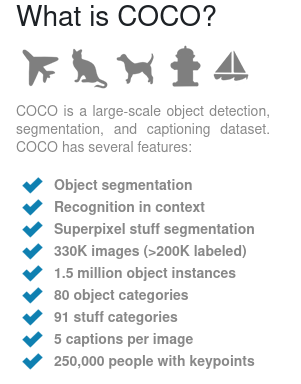 What is COCO?
COCO is a large-scale object detection,
segmentation, and captioning dataset.
COCO has several features:
Object segmentation
Recognition in context
Superpixel stuff segmentation
330K images (>200K labeled)
1.5 million object instances
80 object categories
91 stuff categories
5 captions per image
250,000 people with keypoints